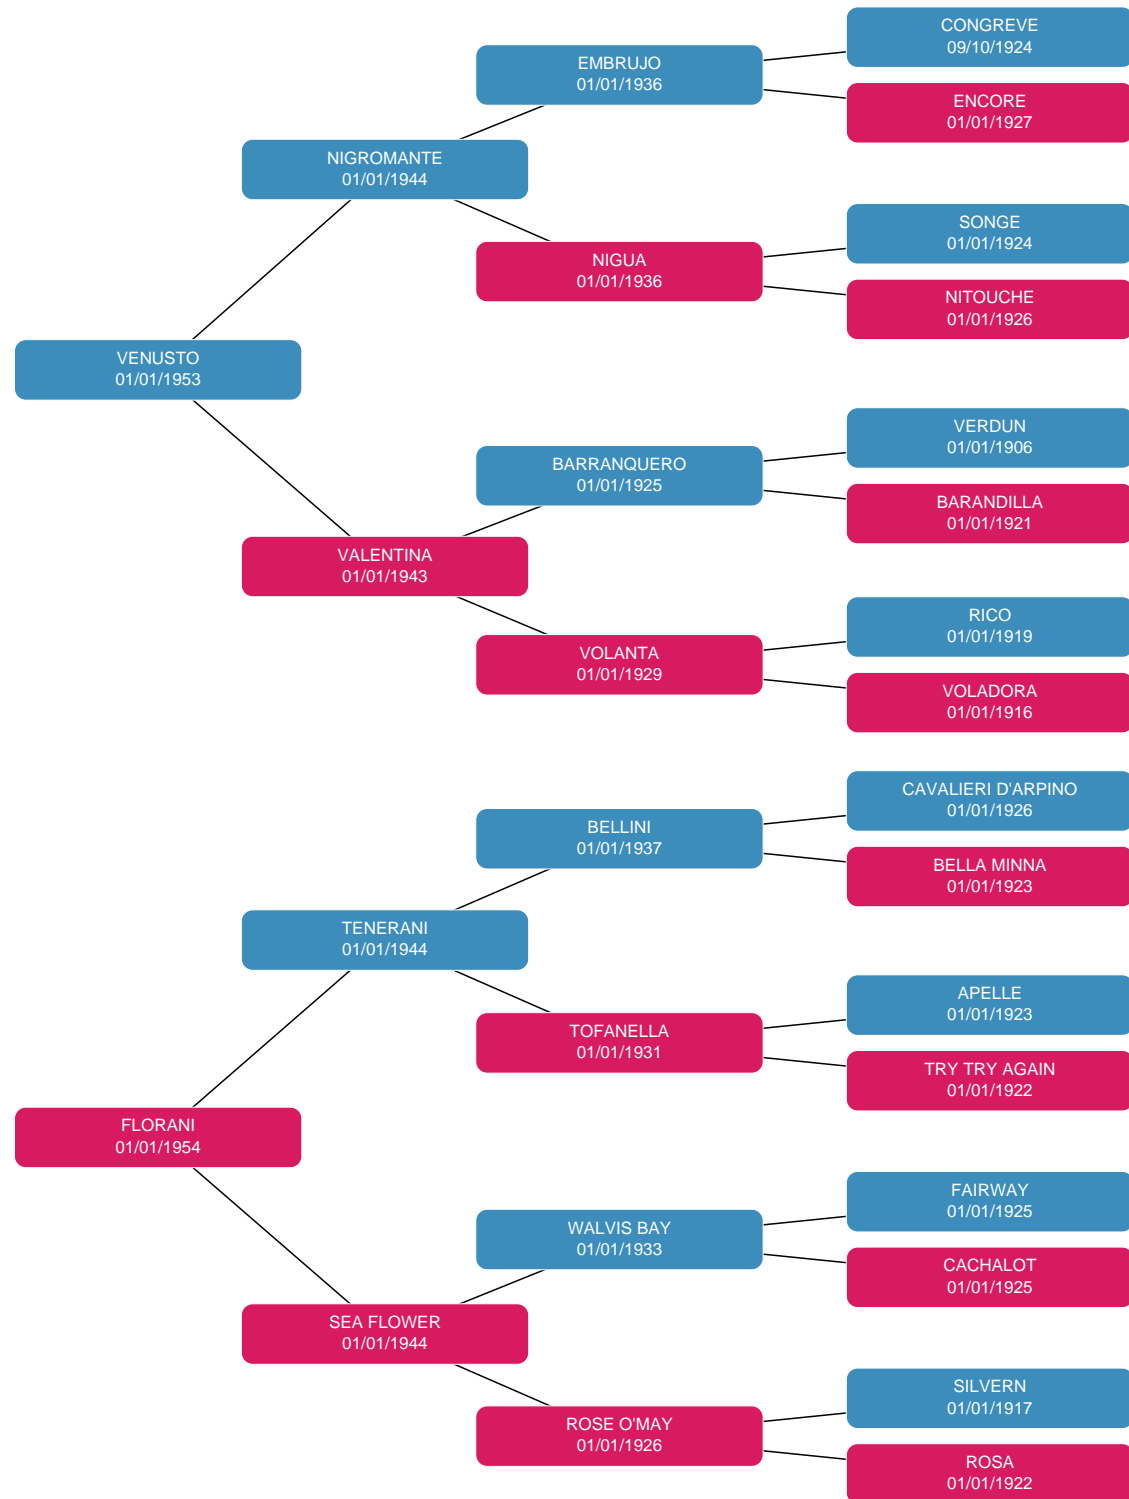 CONGREVE
09/10/1924
EMBRUJO
01/01/1936
ENCORE
01/01/1927
NIGROMANTE
01/01/1944
SONGE
01/01/1924
NIGUA
01/01/1936
NITOUCHE
01/01/1926
VENUSTO
01/01/1953
VERDUN
01/01/1906
BARRANQUERO
01/01/1925
BARANDILLA
01/01/1921
VALENTINA
01/01/1943
RICO
01/01/1919
VOLANTA
01/01/1929
VOLADORA
01/01/1916
CAVALIERI D'ARPINO
01/01/1926
BELLINI
01/01/1937
BELLA MINNA
01/01/1923
TENERANI
01/01/1944
APELLE
01/01/1923
TOFANELLA
01/01/1931
TRY TRY AGAIN
01/01/1922
FLORANI
01/01/1954
FAIRWAY
01/01/1925
WALVIS BAY
01/01/1933
CACHALOT
01/01/1925
SEA FLOWER
01/01/1944
SILVERN
01/01/1917
ROSE O'MAY
01/01/1926
ROSA
01/01/1922